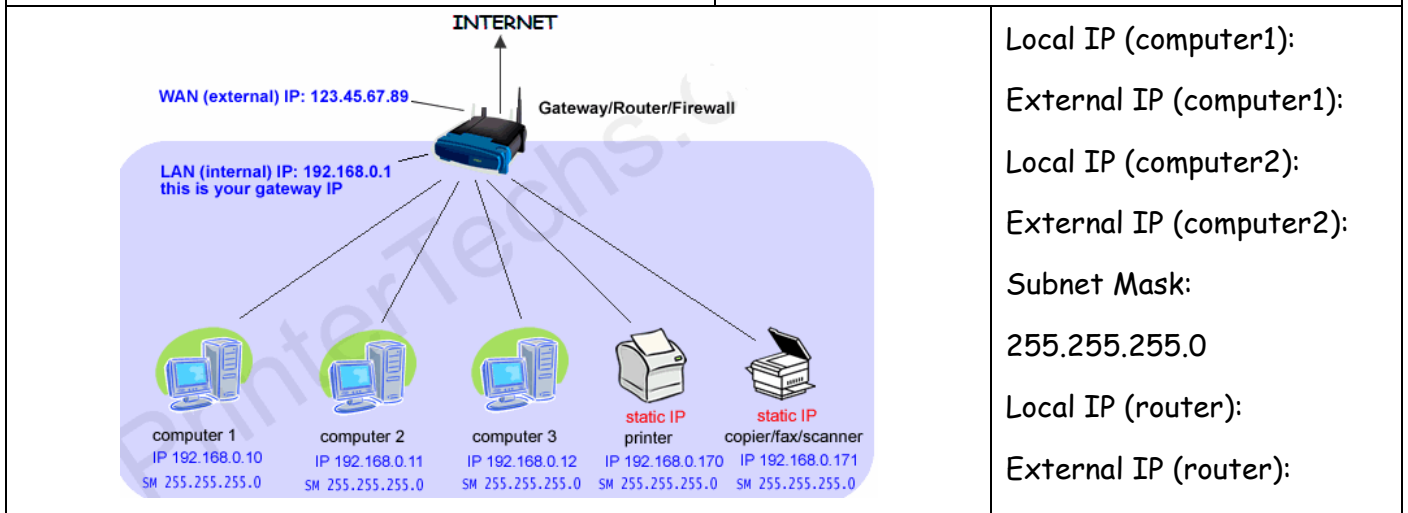 INTERNET
WAN (external) IP: 123.45.67.89
Gateway/Router/Firewall
LAN (internal) IP: 192.168.0.1
this is your gateway IP
computer 1
IP 192.168.0.10
SM 255.255.255.0
computer 2
IP 192.168.0.11
SM 255.255.255.0
computer 3
IP 192.168.0.12
SM 255.255.255.0
static IP
printer
IP 192.168.0.170
SM 255.255.255.0
static IP
copier/fax/scanner
IP 192.168.0.171
SM 255.255.255.0
Local IP (computer1):
External IP (computer1):
Local IP (computer2):
External IP (computer2):
Subnet Mask:
255.255.255.0
Local IP (router):
External IP (router):